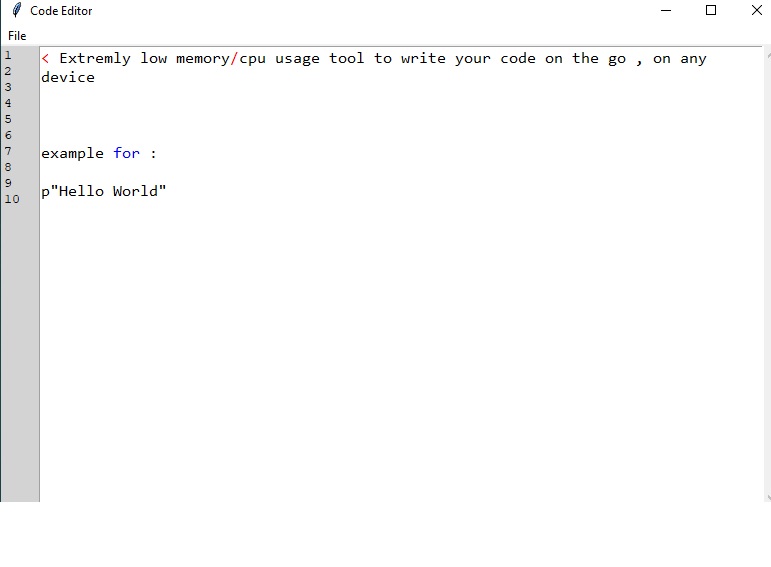 Code Editor
File
1
2
3
4
5
6
7
8
9
10
< Extremly low memory/cpu usage tool to write your code on the go , on any
device
example for :
p"Hello World"